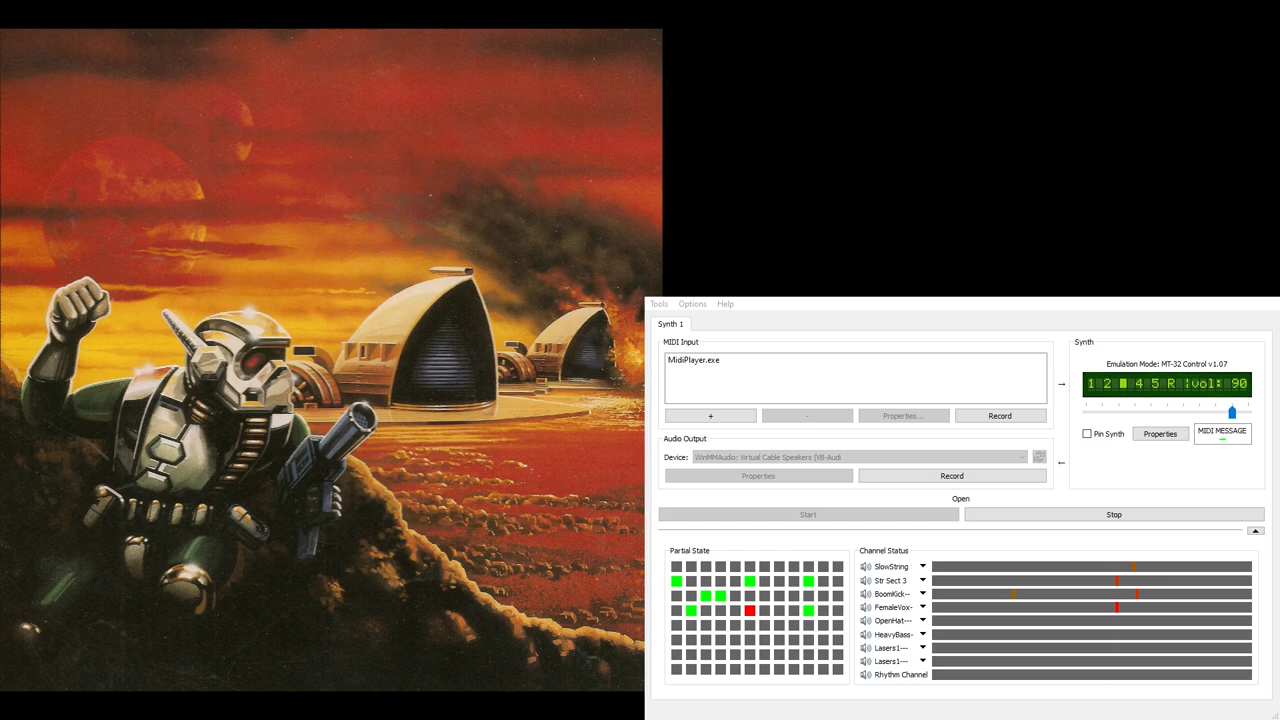 Tools Options Help
Synth 1
MIDI Input
MidiPlayer.exe
+ - Properties... Record
Audio Output
Device: WinMMAudio: Virtual Cable Speakers (VB-Audi
Properties Record
Synth
Emulation Mode: MT-32 Control v1.07
1 2 4 5 R |vol: 90
Pin Synth Properties MIDI MESSAGE
Open
Start Stop
Partial State
Channel Status
SlowString
Str Sect 3
BoomKick--
FemaleVox-
OpenHat---
HeavyBass-
Lasers1---
Lasers1---
Rhythm Channel